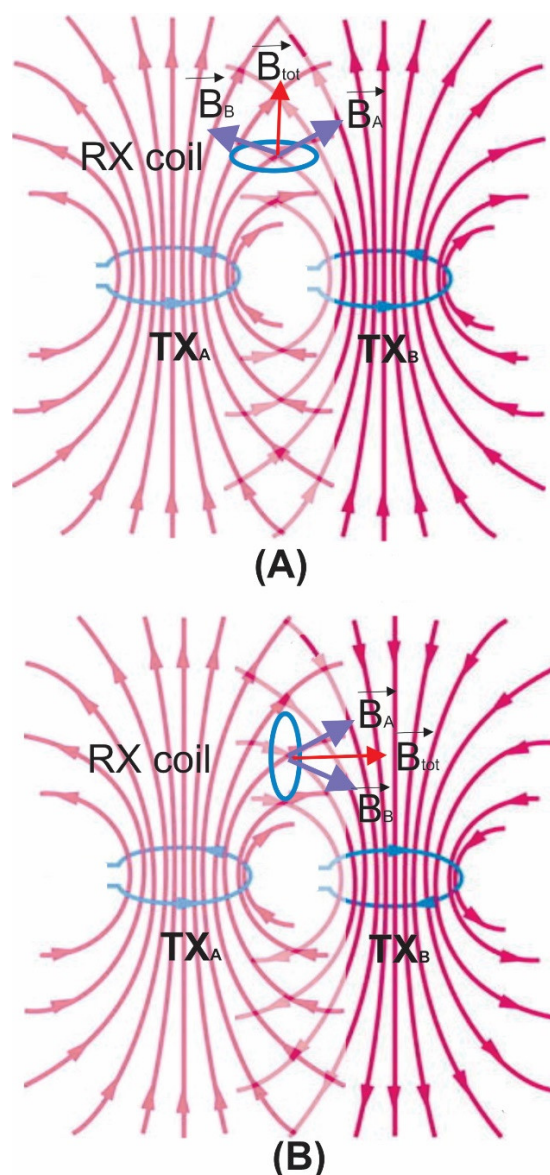 B_tot
B_B
B_A
RX coil
TX_A
TX_B
(A)
B_A
RX coil
B_tot
B_B
TX_A
TX_B
(B)